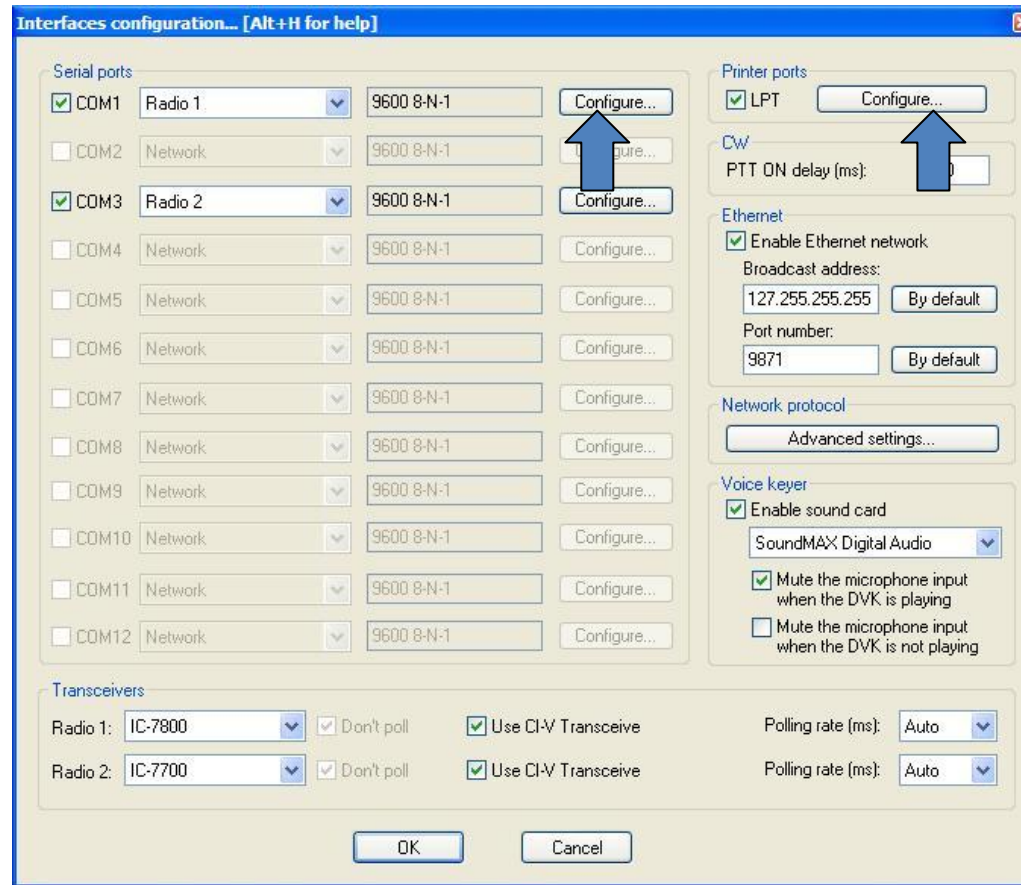 Interfaces configuration... [Alt+H for help]
Serial ports
COM1 Radio 1 9600 8-N-1 Configure...
COM2 Network 9600 8-N-1
COM3 Radio 2 9600 8-N-1 Configure...
COM4 Network 9600 8-N-1 Configure...
COM5 Network 9600 8-N-1 Configure...
COM6 Network 9600 8-N-1 Configure...
COM7 Network 9600 8-N-1 Configure...
COM8 Network 9600 8-N-1 Configure...
COM9 Network 9600 8-N-1 Configure...
COM10 Network 9600 8-N-1 Configure...
COM11 Network 9600 8-N-1 Configure...
COM12 Network 9600 8-N-1 Configure...
Printer ports
LPT Configure...
CW
PTT ON delay (ms):
Ethernet
Enable Ethernet network
Broadcast address:
127.255.255.255 By default
Port number:
9871 By default
Network protocol
Advanced settings...
Voice keyer
Enable sound card
SoundMAX Digital Audio
Mute the microphone input
when the DVK is playing
Mute the microphone input
when the DVK is not playing
Transceivers
Radio 1: IC-7800 Don't poll Use CI-V Transceive Polling rate (ms): Auto
Radio 2: IC-7700 Don't poll Use CI-V Transceive Polling rate (ms): Auto
OK Cancel